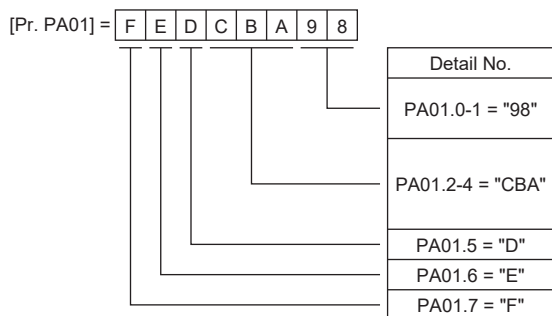 [Pr. PA01] = F E D C B A 9 8
Detail No.
PA01.0-1 = "98"
PA01.2-4 = "CBA"
PA01.5 = "D"
PA01.6 = "E"
PA01.7 = "F"